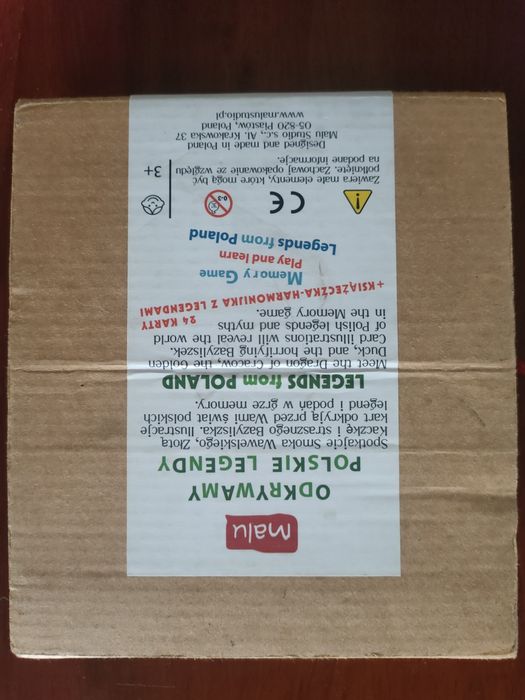 malu
ODKRYWAMY
POLSKIE LEGENDY
Spotkajcie Smoka Wawelskiego, Złotą
Kaczkę i strasznego Bazyliszka. Ilustracje
kart odkryją przed Wami świat polskich
legend i podań w grze memory.
LEGENDS from POLAND
Meet the Dragon of Cracow, the Golden
Duck, and the horrifying Bazyliszek.
Card illustrations will reveal the world
of Polish legends and myths
in the Memory game.
24 KARTY
+KSIĄŻECZKA-HARMONIJKA Z LEGENDAMI
Memory Game
Play and learn
Legends from Poland
CE
0-3
3+
Zawiera małe elementy, które mogą być
połknięte. Zachowaj opakowanie ze względu
na podane informacje.
Designed and made in Poland
Malu Studio s.c., Al. Krakowska 37
05-820 Piastów, Poland
www.malustudio.pl